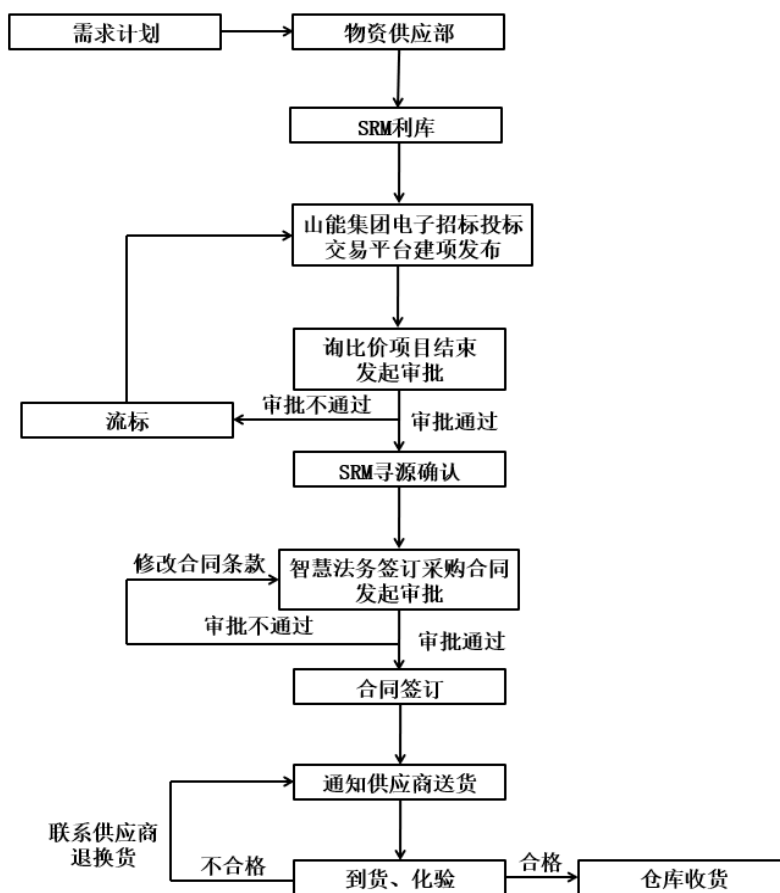 需求计划
物资供应部
SRM利库
山能集团电子招标投标
交易平台建项发布
询比价项目结束
发起审批
审批不通过
审批通过
流标
SRM寻源确认
修改合同条款
智慧法务签订采购合同
发起审批
审批不通过
审批通过
合同签订
通知供应商送货
联系供应商
退换货
不合格
到货、化验
合格
仓库收货